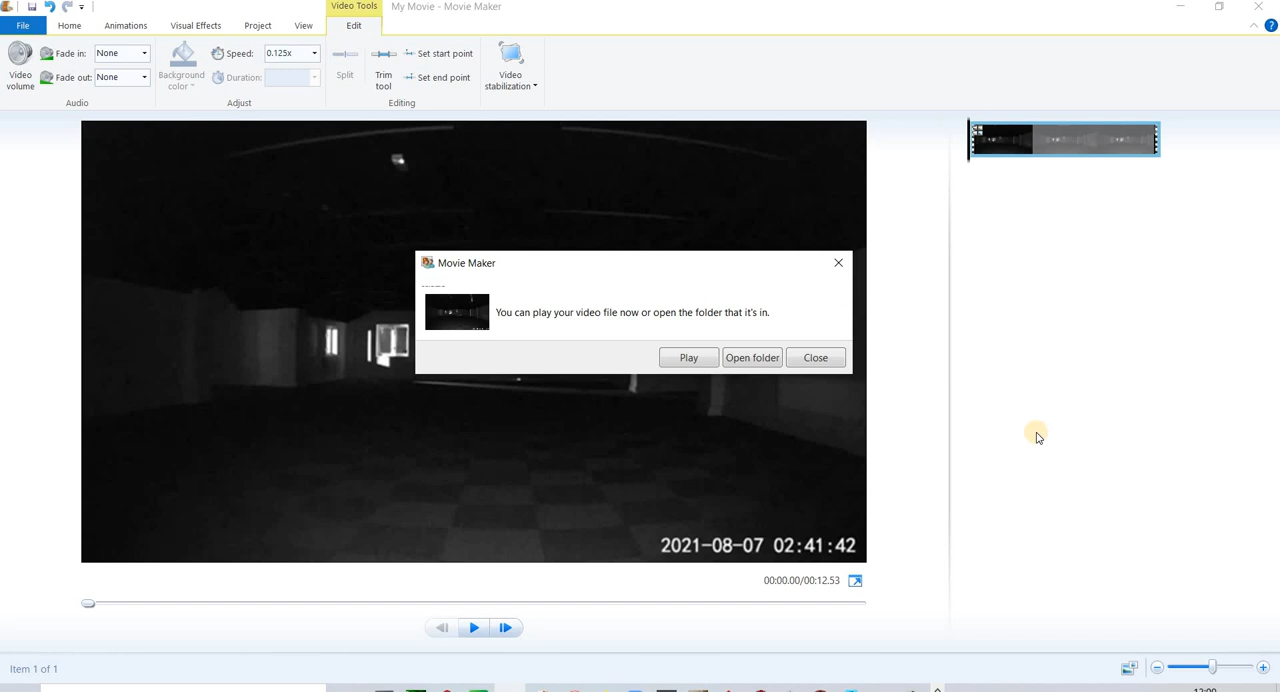 Video Tools
My Movie - Movie Maker
File
Home
Animations
Visual Effects
Project
View
Edit
Video
volume
Fade in:
None
Fade out:
None
Background
color
Speed:
0.125x
Duration:
Split
Trim
tool
Set start point
Set end point
Video
stabilization
Audio
Adjust
Editing
Movie Maker
You can play your video file now or open the folder that it's in.
Play
Open folder
Close
2021-08-07 02:41:42
00:00.00/00:12.53
Item 1 of 1